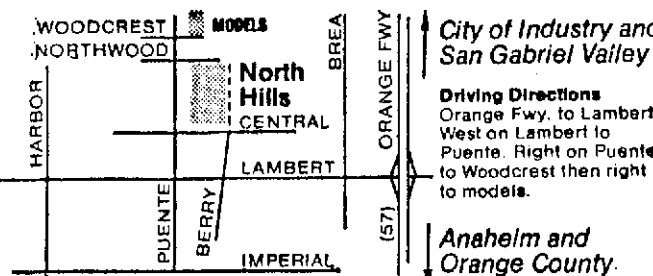 WOODCREST
MODELS
NORTHWOOD
North
Hills
CENTRAL
HARBOR
LAMBERT
PUENTE
BERRY
IMPERIAL
BREA
ORANGE FWY
(57)
City of Industry and
San Gabriel Valley
Driving Directions
Orange Fwy. to Lambert
West on Lambert to
Puente. Right on Puente
to Woodcrest then right
to models.
Anaheim and
Orange County.